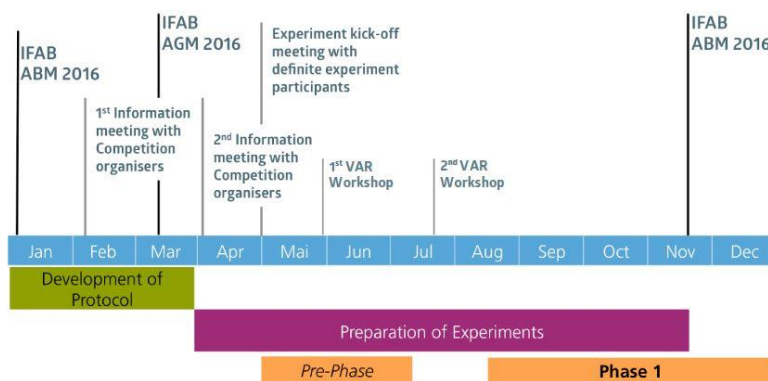 IFAB
ABM 2016
1st Information
meeting with
Competition
organisers
IFAB
AGM 2016
2nd Information
meeting with
Competition
organisers
Experiment kick-off
meeting with
definite experiment
participants
1st VAR
Workshop
2nd VAR
Workshop
IFAB
ABM 2016
Jan Feb Mar Apr Mai Jun Jul Aug Sep Oct Nov Dec
Development of
Protocol
Preparation of Experiments
Pre-Phase
Phase 1